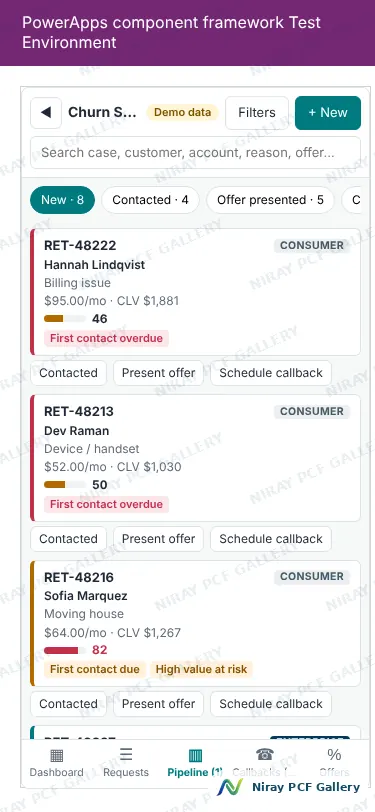 PowerApps component framework Test
Environment
◀ Churn S... Demo data Filters + New
Search case, customer, account, reason, offer...
New · 8 Contacted · 4 Offer presented · 5 C
RET-48222 CONSUMER
Hannah Lindqvist
Billing issue
$95.00/mo · CLV $1,881
46
First contact overdue
Contacted Present offer Schedule callback
RET-48213 CONSUMER
Dev Raman
Device / handset
$52.00/mo · CLV $1,030
50
First contact overdue
Contacted Present offer Schedule callback
RET-48216 CONSUMER
Sofia Marquez
Moving house
$64.00/mo · CLV $1,267
82
First contact due High value at risk
Contacted Present offer Schedule callback
%
Dashboard Requests Pipeline Callbacks Offers
Niray PCF Gallery
NIRAY PCF GALLERY